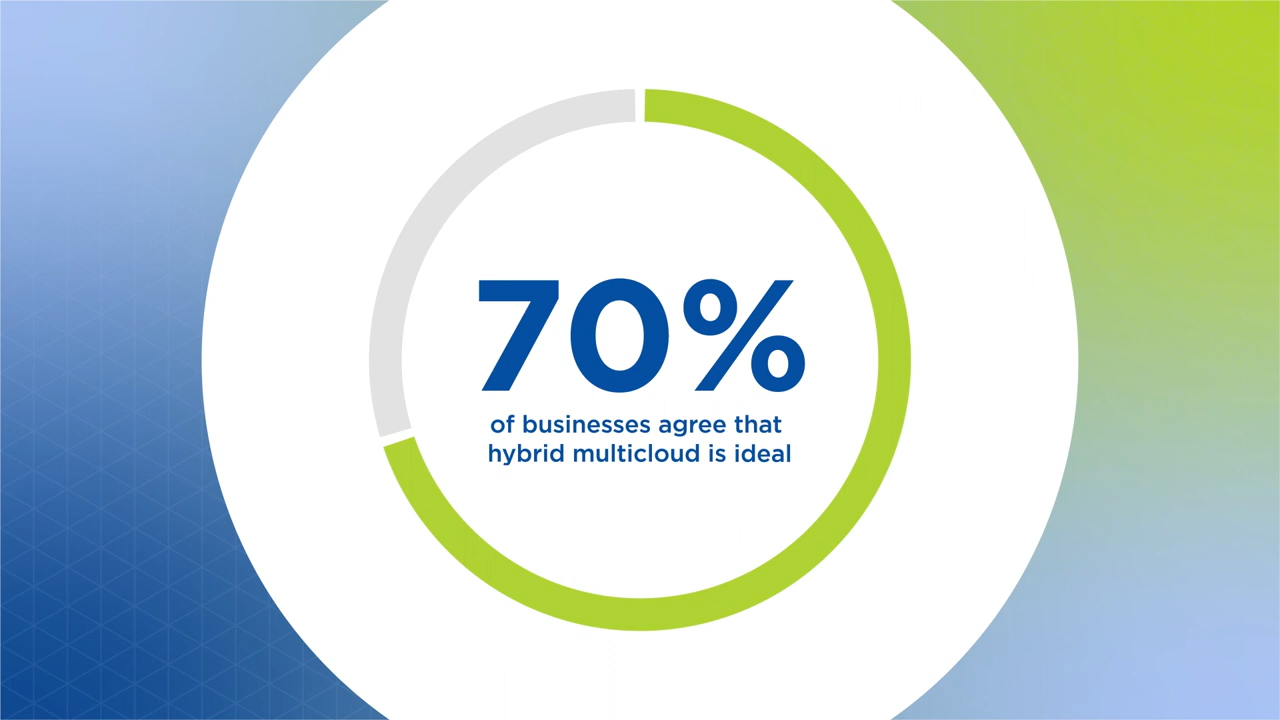 70%
of businesses agree that
hybrid multicloud is ideal